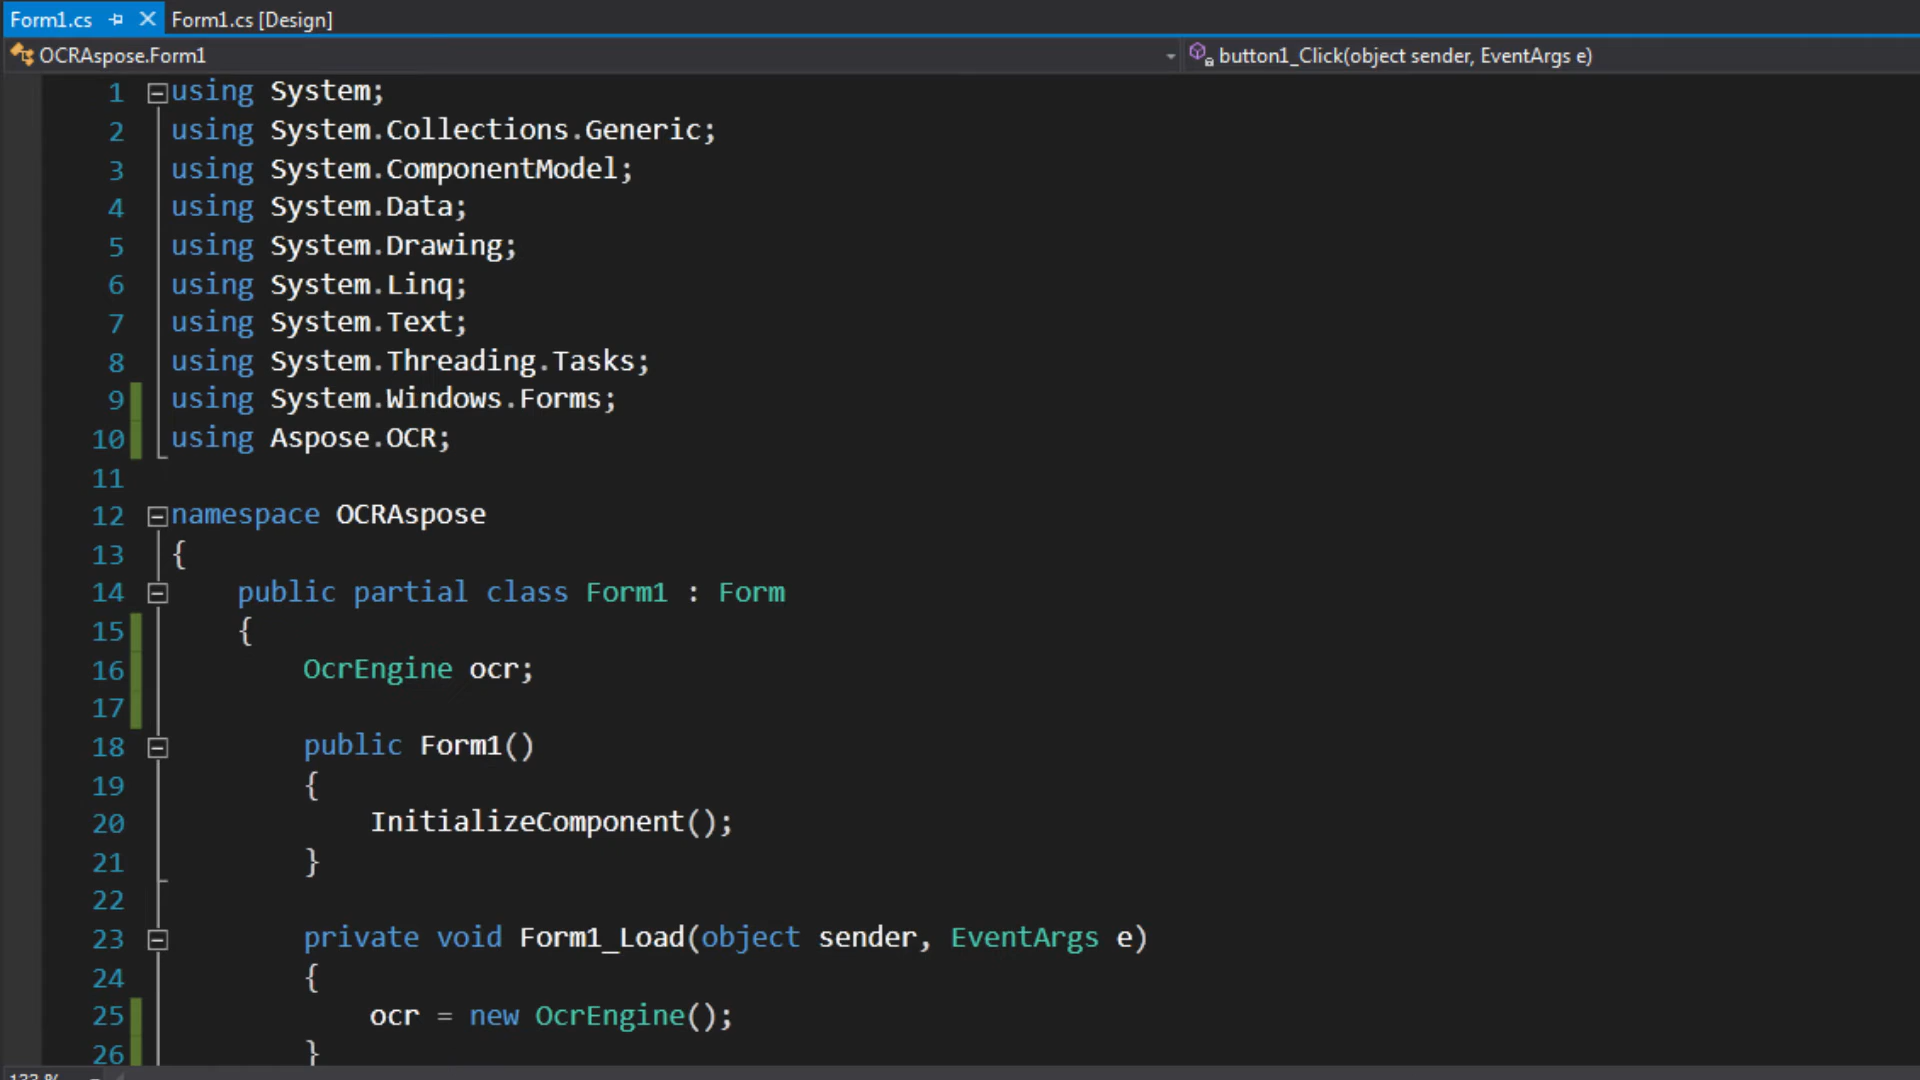 Form1.cs Form1.cs [Design]
OCRAspose.Form1 button1_Click(object sender, EventArgs e)
1 using System;
2 using System.Collections.Generic;
3 using System.ComponentModel;
4 using System.Data;
5 using System.Drawing;
6 using System.Linq;
7 using System.Text;
8 using System.Threading.Tasks;
9 using System.Windows.Forms;
10 using Aspose.OCR;
11
12 namespace OCRAspose
13 {
14 public partial class Form1 : Form
15 {
16 OcrEngine ocr;
17
18 public Form1()
19 {
20 InitializeComponent();
21 }
22
23 private void Form1_Load(object sender, EventArgs e)
24 {
25 ocr = new OcrEngine();
26 }
133 %